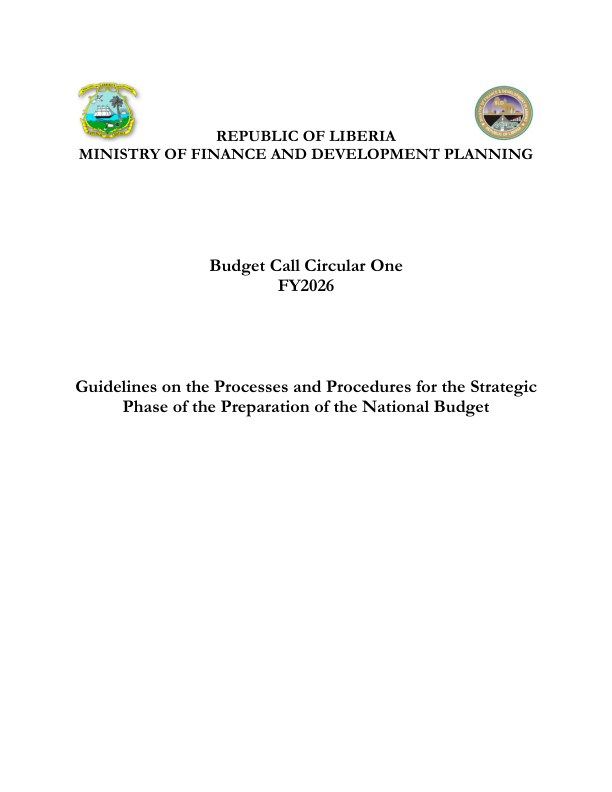 REPUBLIC OF LIBERIA
MINISTRY OF FINANCE AND DEVELOPMENT PLANNING
Budget Call Circular One
FY2026
Guidelines on the Processes and Procedures for the Strategic
Phase of the Preparation of the National Budget